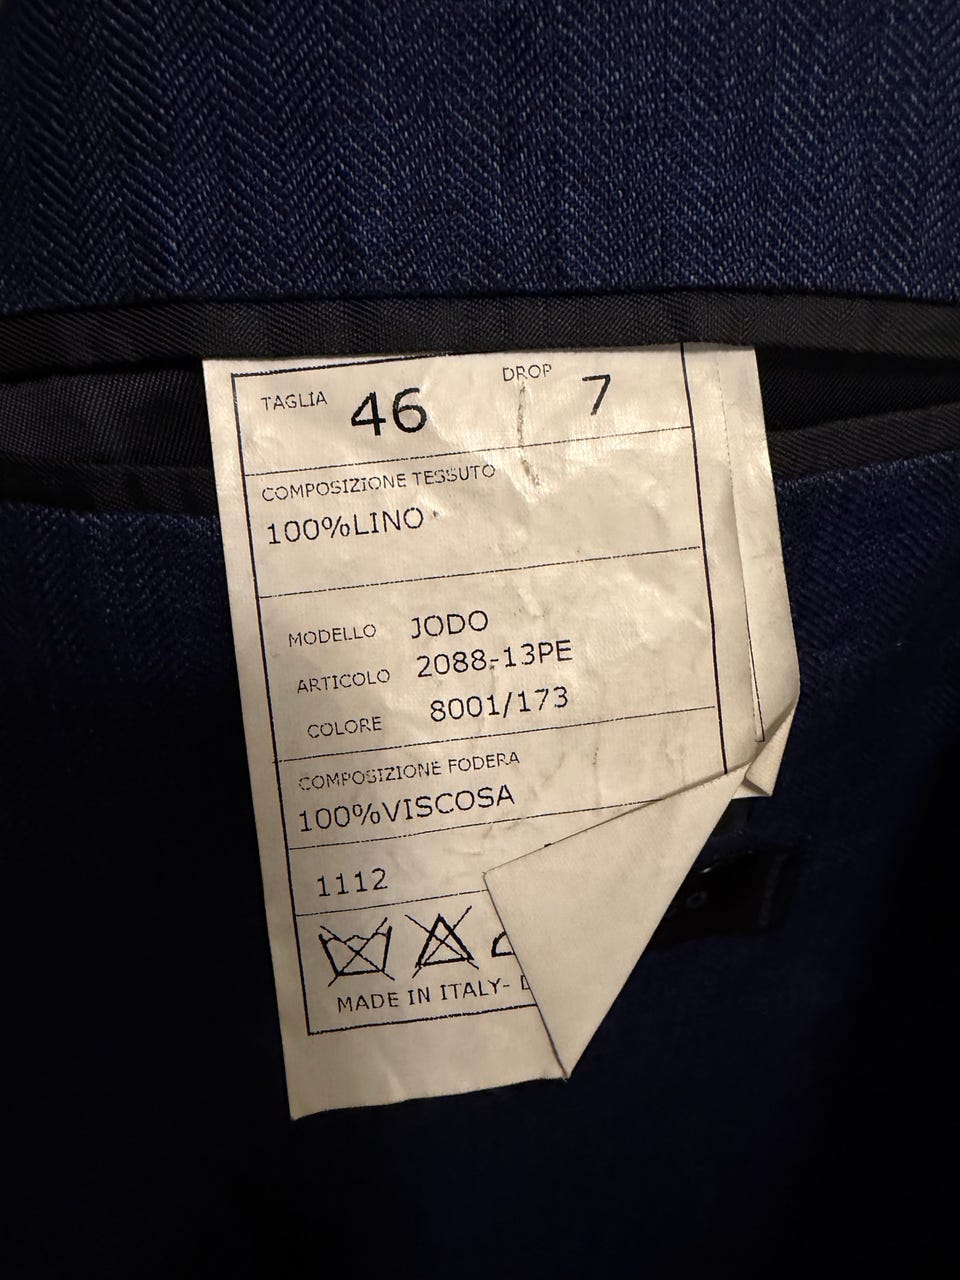 TAGLIA 46 DROP 7
COMPOSIZIONE TESSUTO
100%LINO
MODELLO JODO
ARTICOLO 2088-13PE
COLORE 8001/173
COMPOSIZIONE FODERA
100%VISCOSA
1112
MADE IN ITALY-